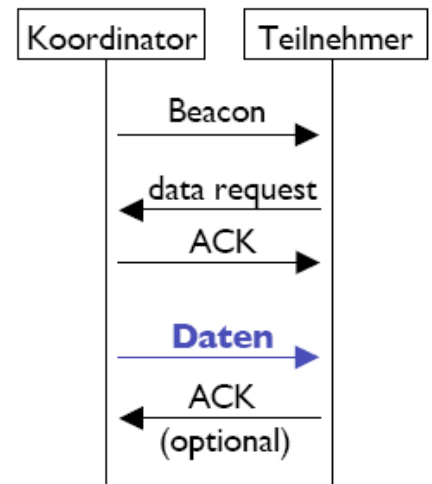 Koordinator
Teilnehmer
Beacon
data request
ACK
Daten
ACK
(optional)